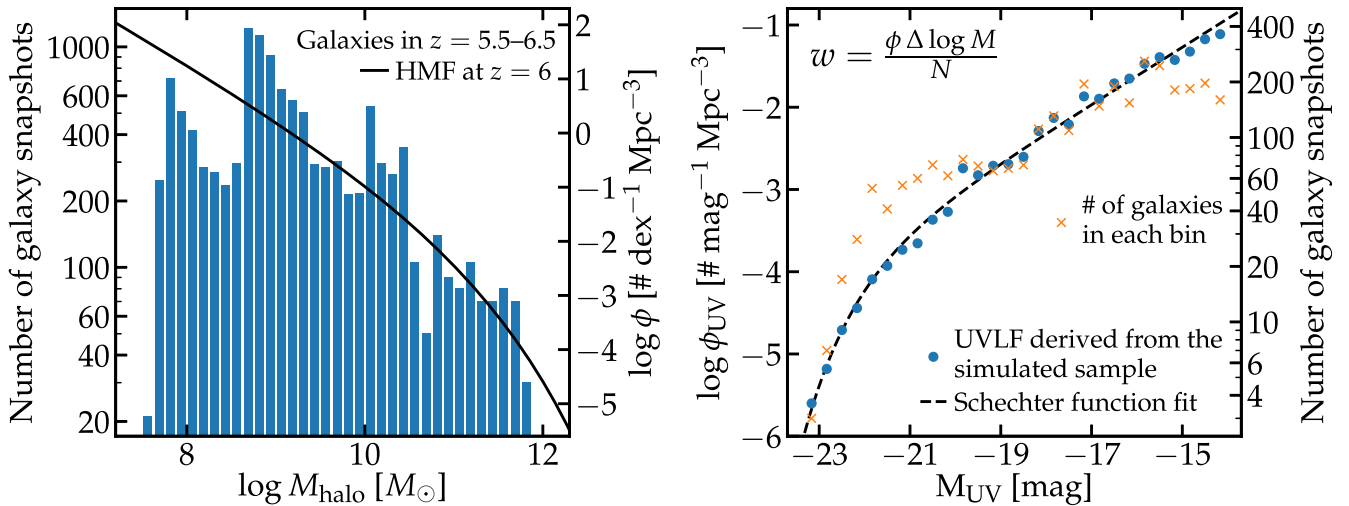 Number of galaxy snapshots
1000
600
400
200
100
60
40
20
Galaxies in z = 5.5–6.5
HMF at z = 6
2
1
0
−1
−2
−3
−4
−5
log ϕ [# dex⁻¹ Mpc⁻³]
8 10 12
log M_halo [M_⊙]
log ϕ_UV [# mag⁻¹ Mpc⁻³]
−1
−2
−3
−4
−5
−6
w = ϕ Δ log M / N
# of galaxies
in each bin
UVLF derived from the
simulated sample
Schechter function fit
400
200
100
60
40
20
10
6
4
Number of galaxy snapshots
−23 −21 −19 −17 −15
M_UV [mag]